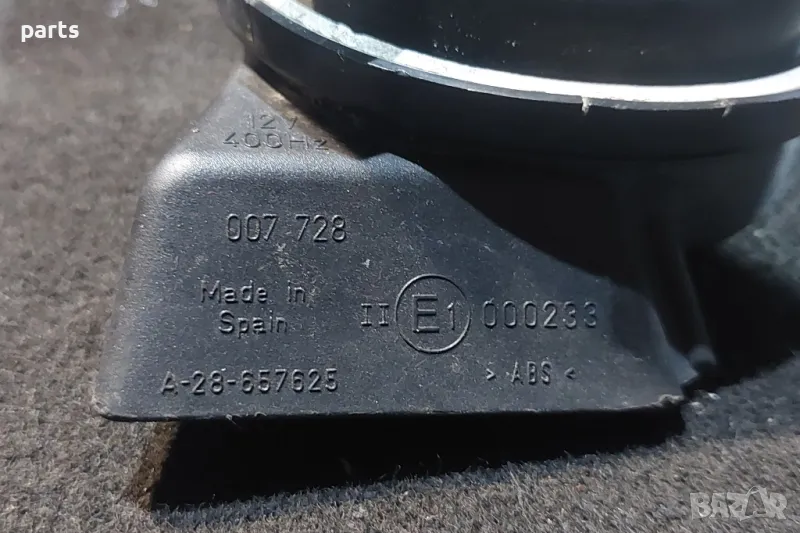 parts
12V
400Hz
007 728
Made in
Spain
II E1 000233
A-28-657625
> ABS <
BAZAR